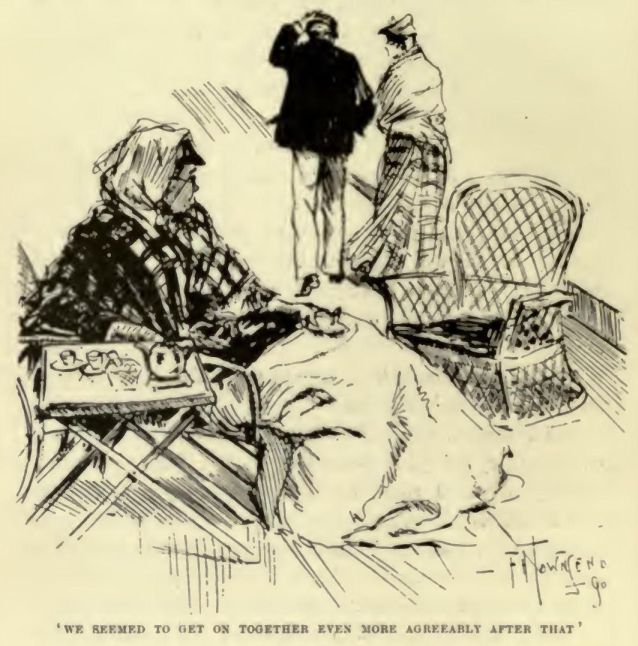 F H TOWNSEND
90
'WE SEEMED TO GET ON TOGETHER EVEN MORE AGREEABLY AFTER THAT'